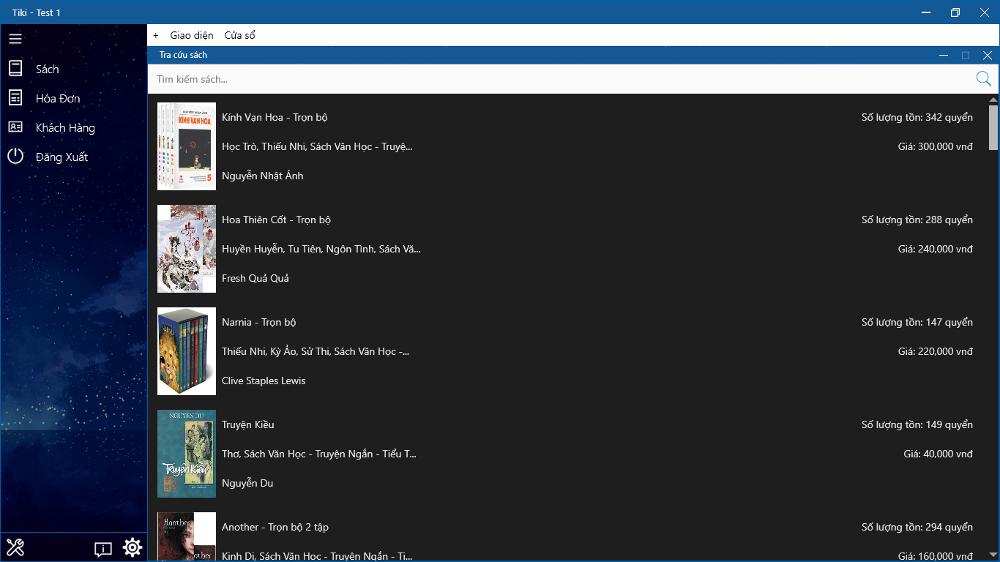 Tiki - Test 1
+ Giao diện Cửa sổ
Tra cứu sách
Tìm kiếm sách...
Sách
Hóa Đơn
Khách Hàng
Đăng Xuất
NGUYỄN NHẬT ÁNH
KÍNH VẠN HOA
5
Kính Vạn Hoa - Trọn bộ
Số lượng tồn: 342 quyển
Học Trò, Thiếu Nhi, Sách Văn Học - Truyệ...
Giá: 300,000 vnđ
Nguyễn Nhật Ánh
Hoa Thiên Cốt - Trọn bộ
Số lượng tồn: 288 quyển
Huyền Huyễn, Tu Tiên, Ngôn Tình, Sách Vă...
Giá: 240,000 vnđ
Fresh Quả Quả
Narnia - Trọn bộ
Số lượng tồn: 147 quyển
Thiếu Nhi, Kỳ Ảo, Sử Thi, Sách Văn Học -...
Giá: 220,000 vnđ
Clive Staples Lewis
NGUYỄN DU
Truyện Kiều
Truyện Kiều
Số lượng tồn: 149 quyển
Thơ, Sách Văn Học - Truyện Ngắn - Tiểu T...
Giá: 40,000 vnđ
Nguyễn Du
Another
Another - Trọn bộ 2 tập
Số lượng tồn: 294 quyển
Kinh Dị, Sách Văn Học - Truyện Ngắn - Ti...
Giá: 160,000 vnđ